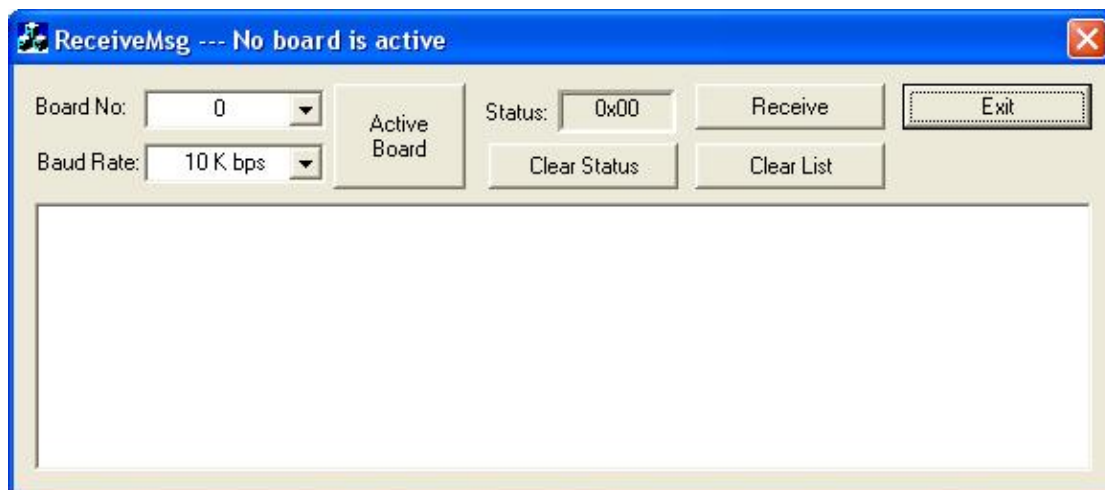 ReceiveMsg --- No board is active
Board No: 0
Active Board
Status: 0x00
Receive
Exit
Baud Rate: 10 K bps
Clear Status
Clear List